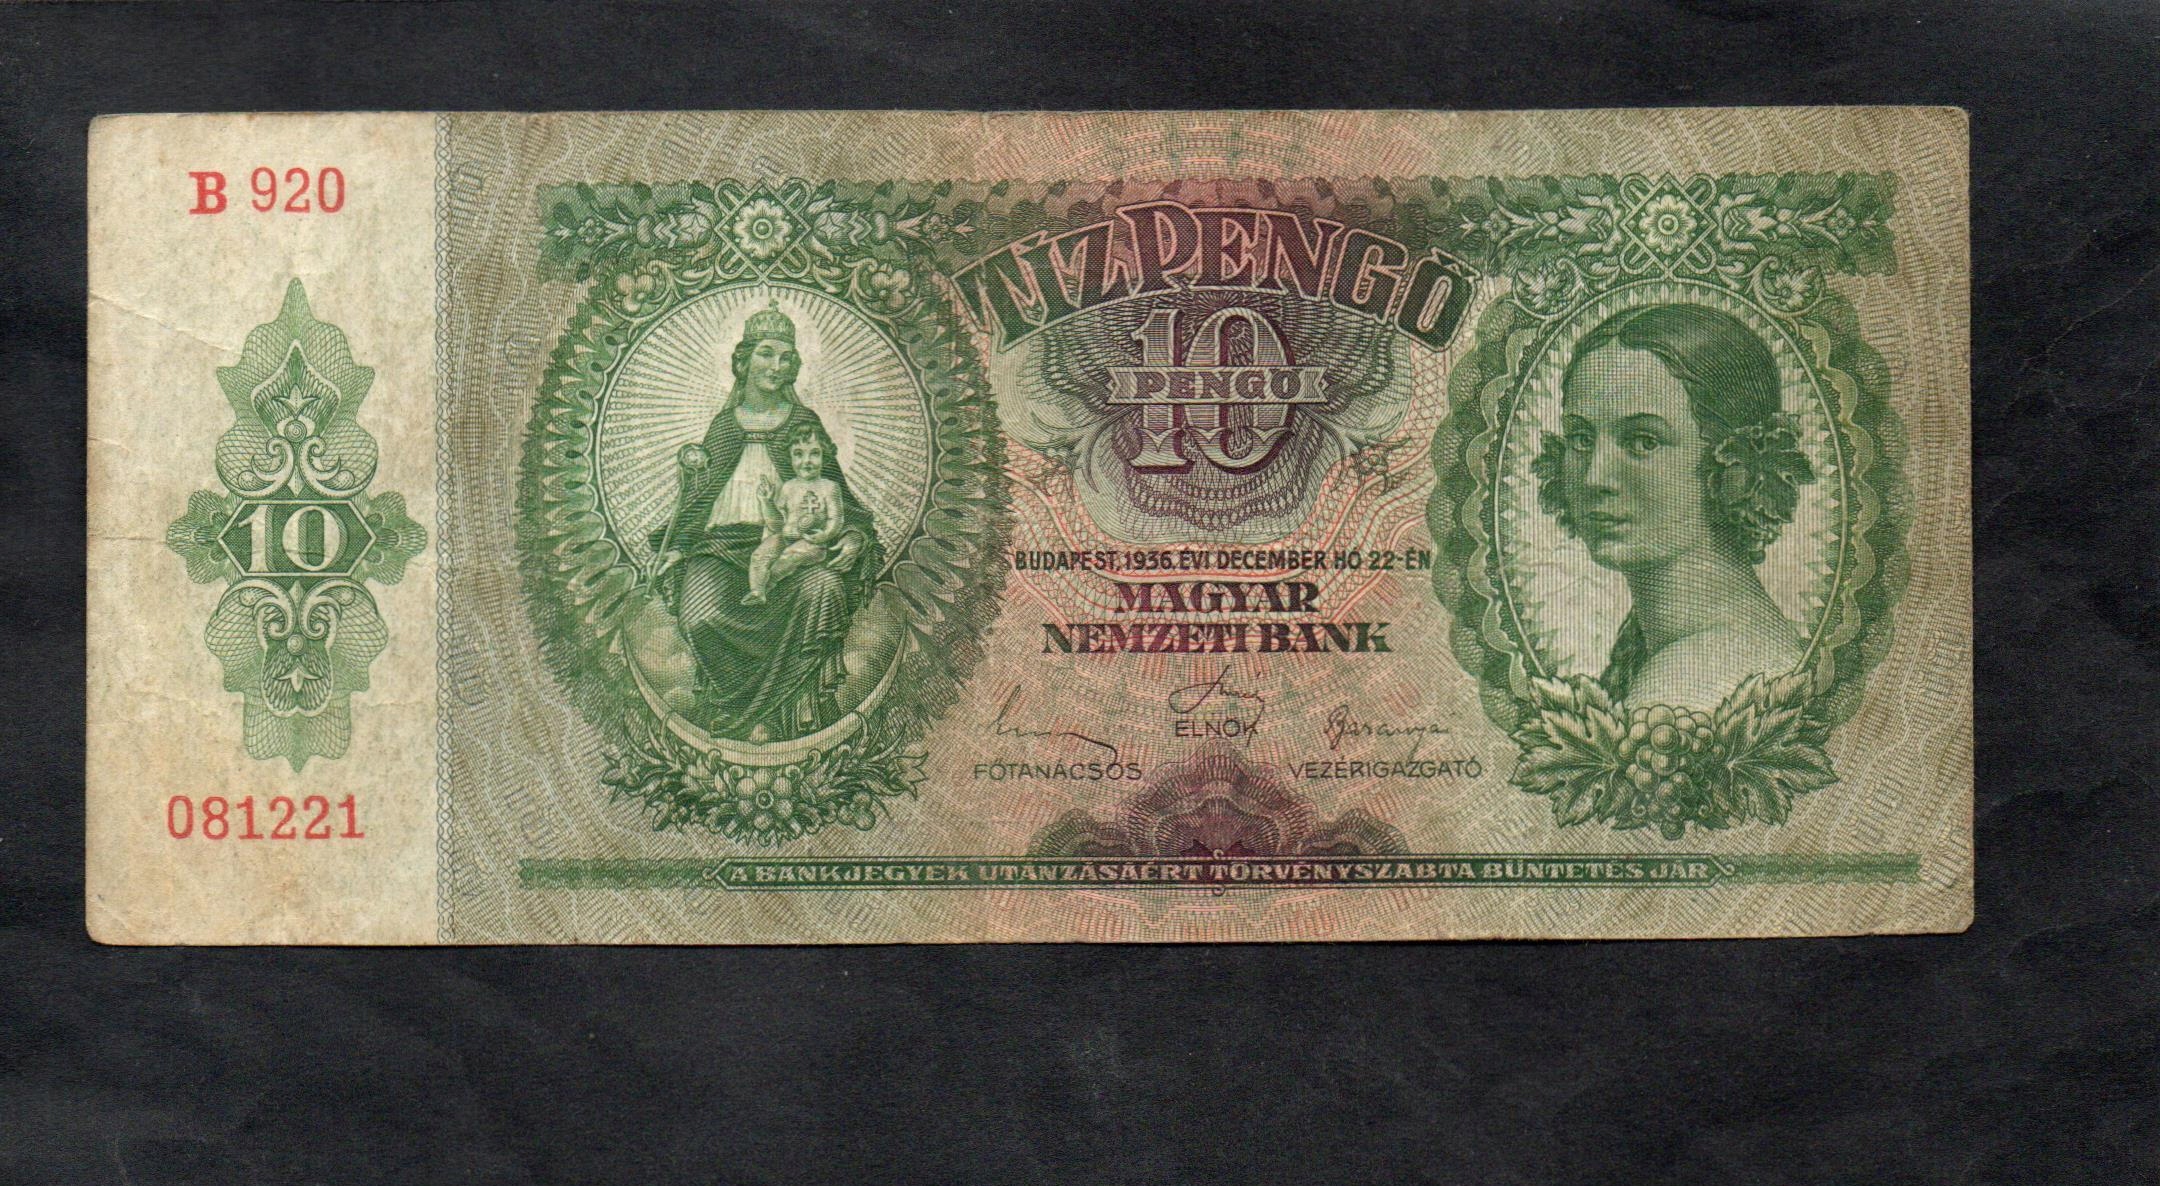 B 920
TÍZ PENGŐ
10
PENGŐ
10
BUDAPEST, 1936. ÉVI DECEMBER HÓ 22-ÉN
MAGYAR
NEMZETI BANK
ELNÖK
FŐTANÁCSOS
VEZÉRIGAZGATÓ
081221
A BANKJEGYEK UTÁNZÁSÁÉRT TÖRVÉNYSZABTA BÜNTETÉS JÁR